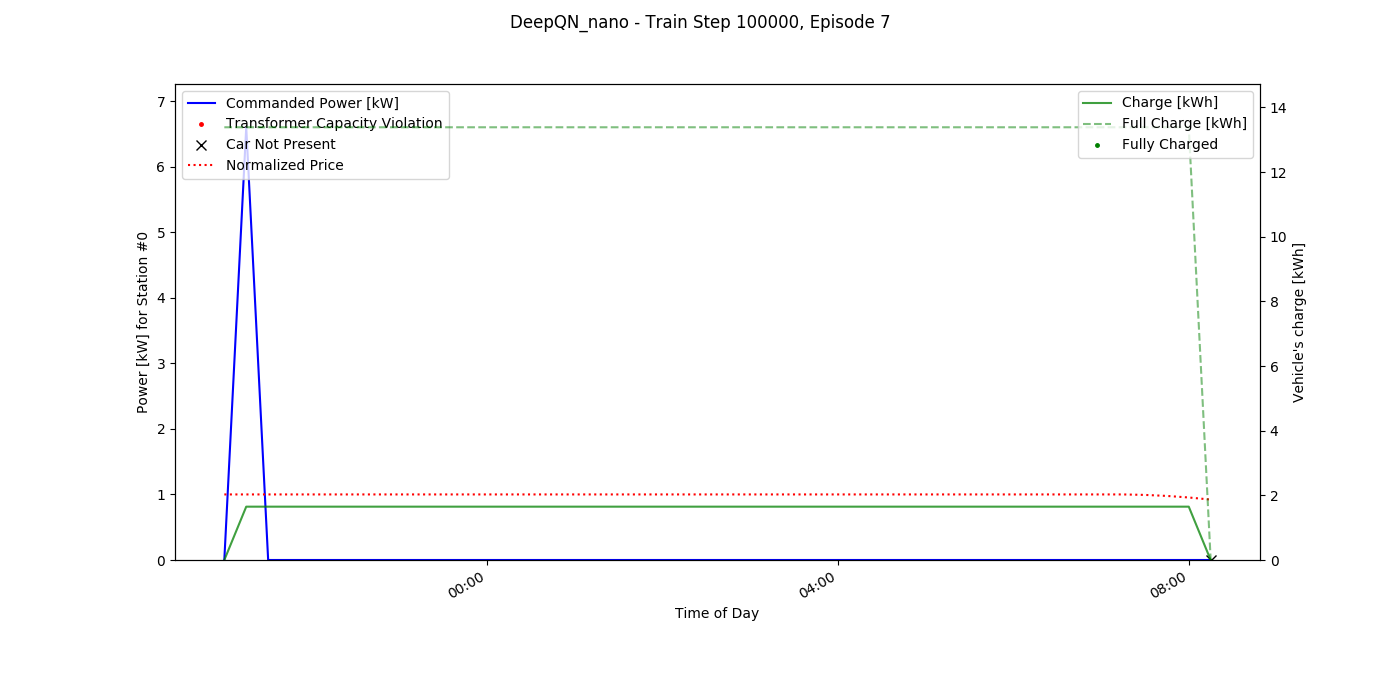 DeepQN_nano - Train Step 100000, Episode 7
Commanded Power [kW]
Transformer Capacity Violation
Car Not Present
Normalized Price
Charge [kWh]
Full Charge [kWh]
Fully Charged
7
6
5
4
3
2
1
0
Power [kW] for Station #0
14
12
10
8
6
4
2
0
Vehicle's charge [kWh]
00:00
04:00
08:00
Time of Day